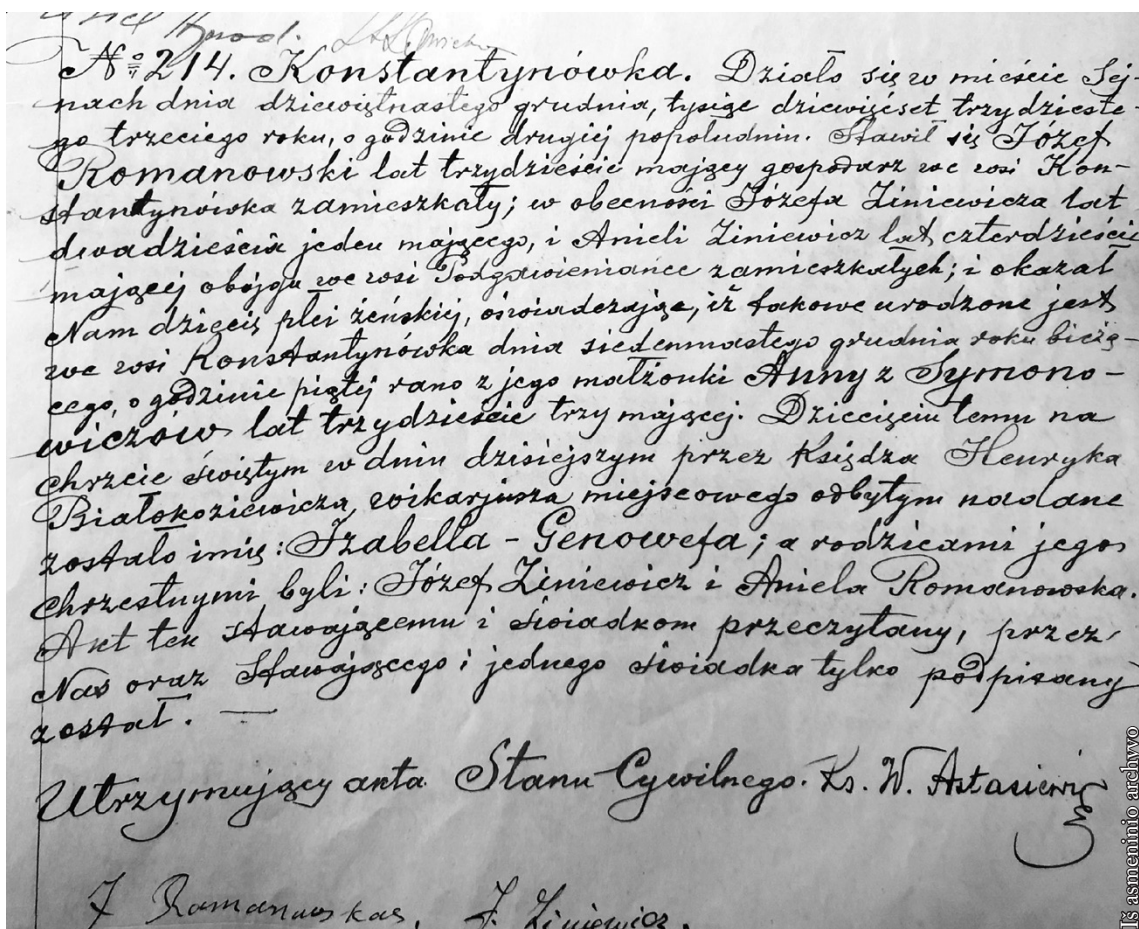 № 214. Konstantynówka. Działo się w mieście Sej-
nach dnia dziewiętnastego grudnia, tysiąc dziewięćset trzydzieste-
go trzeciego roku, o godzinie drugiej popołudniu. Stawił się Józef
Romanowski lat trzydzieście mający gospodarz we wsi Kon-
stantynówka zamieszkały; w obecności Józefa Ziniewicza lat
dwadzieścia jeden mającego, i Anieli Ziniewicz lat czterdzieście
mającej obojga we wsi zamieszkałych; i okazał
Nam dziecię płci żeńskiej, oświadczając, iż takowe urodzone jest
we wsi Konstantynówka dnia siedemnastego grudnia roku bieżą-
cego, o godzinie piątej rano z jego małżonki Anny z Symono-
wiczów lat trzydzieście trzy mającej. Dziecięciu temu na
chrzcie świętym w dniu dzisiejszym przez Księdza Henryka
Białokoziewicza, wikarjusza miejscowego odbytym nadane
zostało imię: Izabella - Genowefa; a rodzicami jego
chrzestnymi byli: Józef Ziniewicz i Aniela Romanowska.
Akt ten stawającemu i świadkom przeczytany, przez
Nas oraz Stawającego i jednego świadka tylko podpisany
został. —
Utrzymujący akta Stanu Cywilnego. Ks. W. Astasiewicz
J Romanowskas, J. Ziniewicz.
Iš asmeninio archyvo